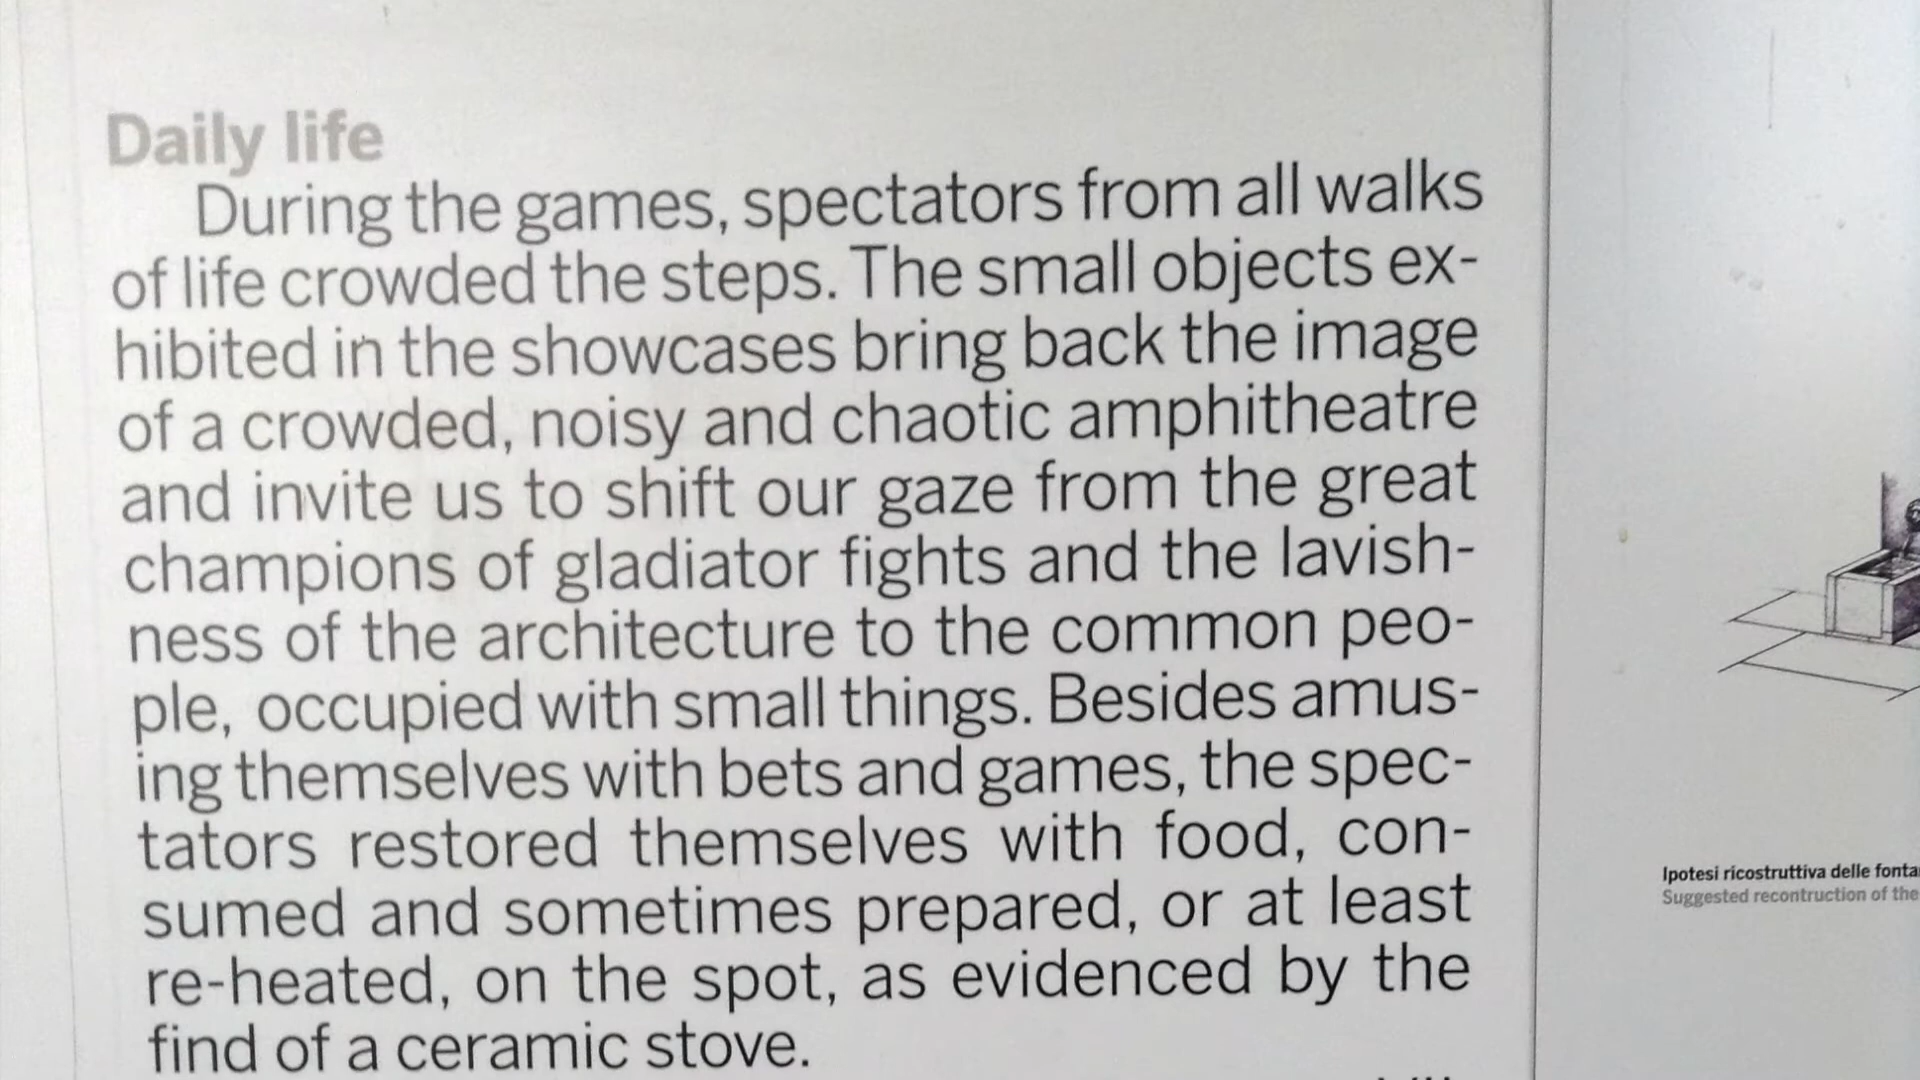 Daily life
During the games, spectators from all walks
of life crowded the steps. The small objects ex-
hibited in the showcases bring back the image
of a crowded, noisy and chaotic amphitheatre
and invite us to shift our gaze from the great
champions of gladiator fights and the lavish-
ness of the architecture to the common peo-
ple, occupied with small things. Besides amus-
ing themselves with bets and games, the spec-
tators restored themselves with food, con-
sumed and sometimes prepared, or at least
re-heated, on the spot, as evidenced by the
find of a ceramic stove.
Ipotesi ricostruttiva delle
Suggested recontruction of the